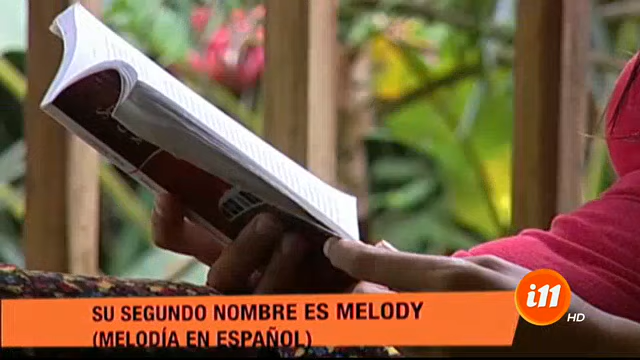 SU SEGUNDO NOMBRE ES MELODY
(MELODÍA EN ESPAÑOL)
i11
HD